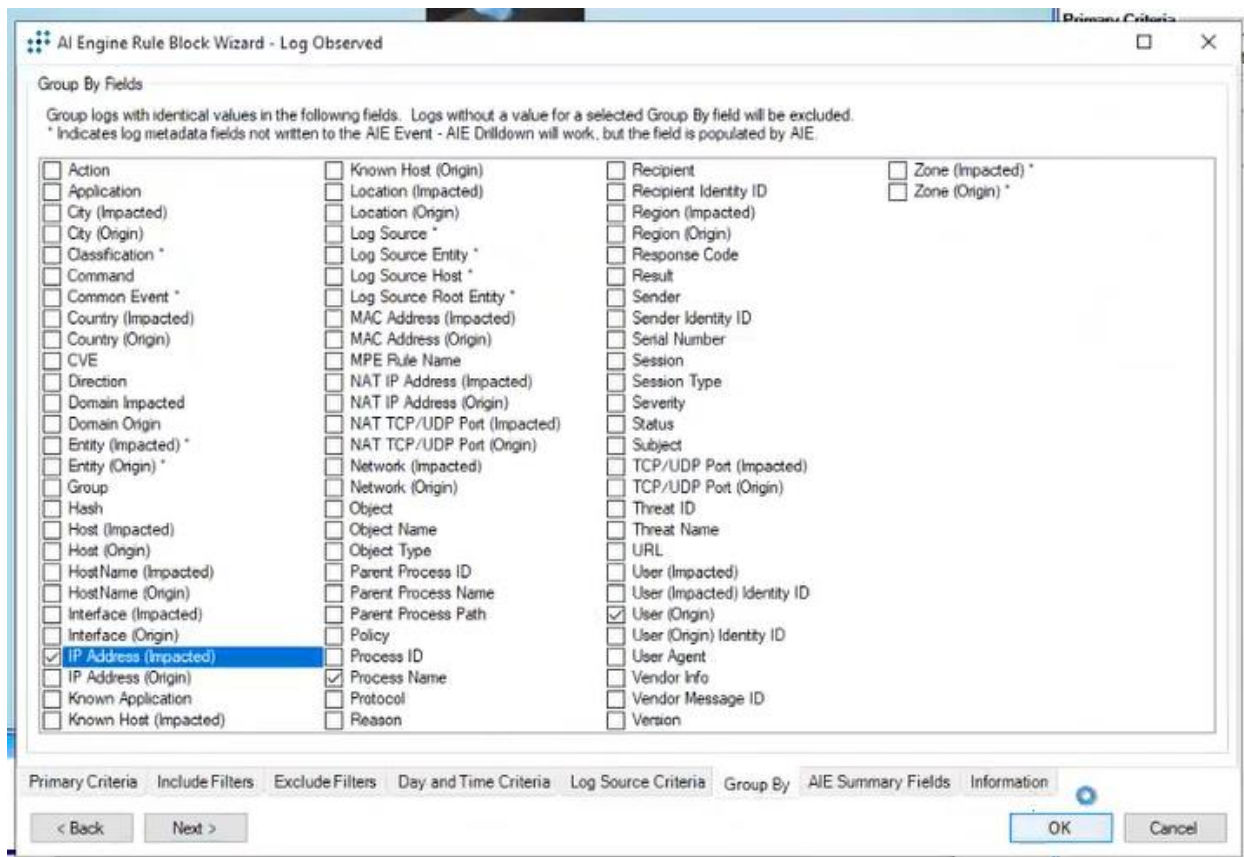 Primary Criteria
AI Engine Rule Block Wizard - Log Observed
Group By Fields
Group logs with identical values in the following fields. Logs without a value for a selected Group By field will be excluded.
* Indicates log metadata fields not written to the AIE Event - AIE Drilldown will work, but the field is populated by AIE.
Action
Application
City (Impacted)
City (Origin)
Classification *
Command
Common Event *
Country (Impacted)
Country (Origin)
CVE
Direction
Domain Impacted
Domain Origin
Entity (Impacted) *
Entity (Origin) *
Group
Hash
Host (Impacted)
Host (Origin)
HostName (Impacted)
HostName (Origin)
Interface (Impacted)
Interface (Origin)
IP Address (Impacted)
IP Address (Origin)
Known Application
Known Host (Impacted)
Known Host (Origin)
Location (Impacted)
Location (Origin)
Log Source *
Log Source Entity *
Log Source Host *
Log Source Root Entity *
MAC Address (Impacted)
MAC Address (Origin)
MPE Rule Name
NAT IP Address (Impacted)
NAT IP Address (Origin)
NAT TCP/UDP Port (Impacted)
NAT TCP/UDP Port (Origin)
Network (Impacted)
Network (Origin)
Object
Object Name
Object Type
Parent Process ID
Parent Process Name
Parent Process Path
Policy
Process ID
Process Name
Protocol
Reason
Recipient
Recipient Identity ID
Region (Impacted)
Region (Origin)
Response Code
Result
Sender
Sender Identity ID
Serial Number
Session
Session Type
Severity
Status
Subject
TCP/UDP Port (Impacted)
TCP/UDP Port (Origin)
Threat ID
Threat Name
URL
User (Impacted)
User (Impacted) Identity ID
User (Origin)
User (Origin) Identity ID
User Agent
Vendor Info
Vendor Message ID
Version
Zone (Impacted) *
Zone (Origin) *
Primary Criteria Include Filters Exclude Filters Day and Time Criteria Log Source Criteria Group By AIE Summary Fields Information
< Back Next > OK Cancel